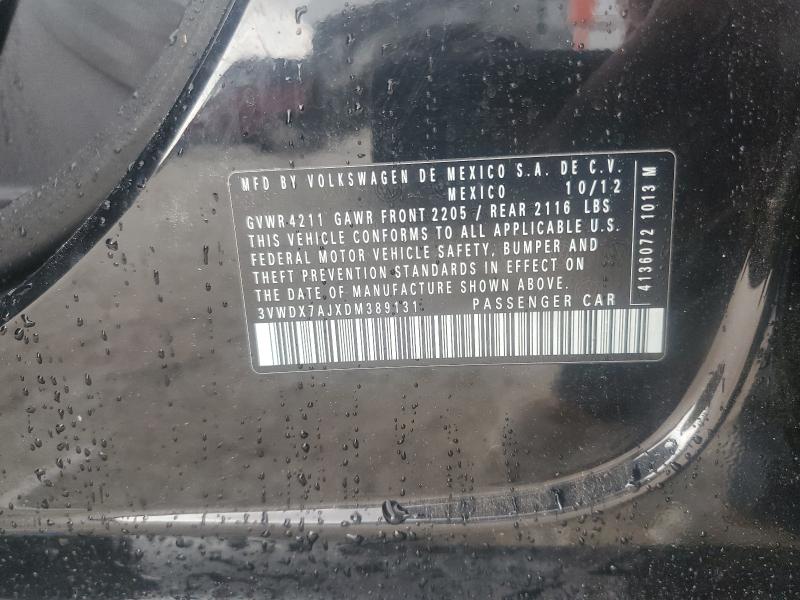 MFD BY VOLKSWAGEN DE MEXICO S.A. DE C.V.
MEXICO 10/12
GVWR 4211 GAWR FRONT 2205 / REAR 2116 LBS
THIS VEHICLE CONFORMS TO ALL APPLICABLE U.S.
FEDERAL MOTOR VEHICLE SAFETY, BUMPER AND
THEFT PREVENTION STANDARDS IN EFFECT ON
THE DATE OF MANUFACTURE SHOWN ABOVE.
3VWDX7AJXDM389131 PASSENGER CAR
4136072 1Q13 M